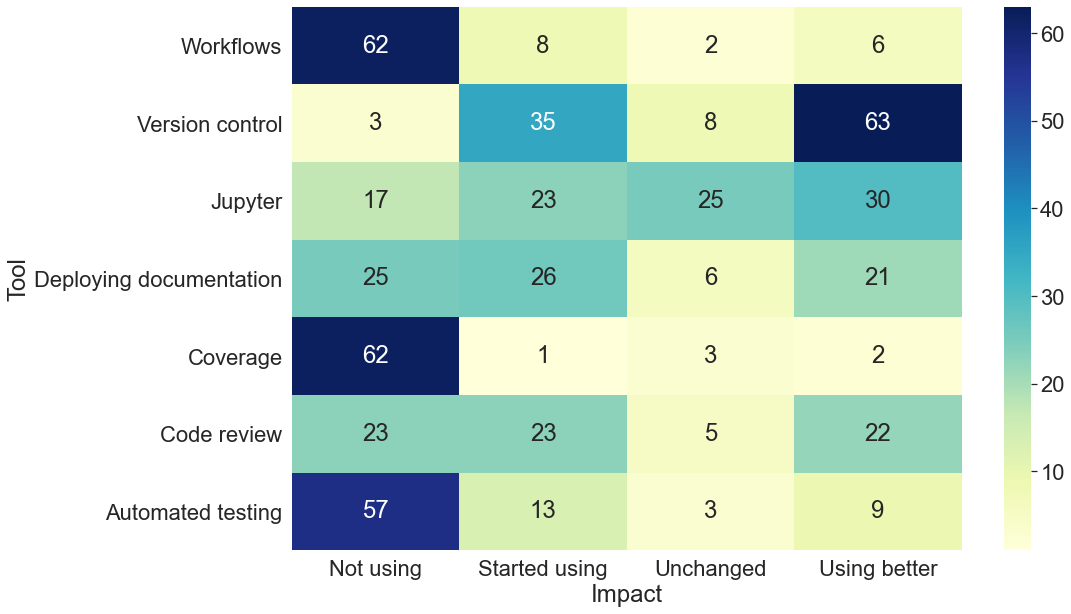 Tool
Workflows 62 8 2 6
Version control 3 35 8 63
Jupyter 17 23 25 30
Deploying documentation 25 26 6 21
Coverage 62 1 3 2
Code review 23 23 5 22
Automated testing 57 13 3 9
Not using Started using Unchanged Using better
Impact
60
50
40
30
20
10